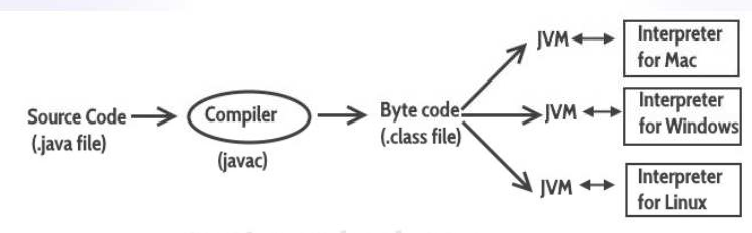 Source Code
(.java file)
Compiler
(javac)
Byte code
(.class file)
JVM
Interpreter
for Mac
JVM
Interpreter
for Windows
JVM
Interpreter
for Linux